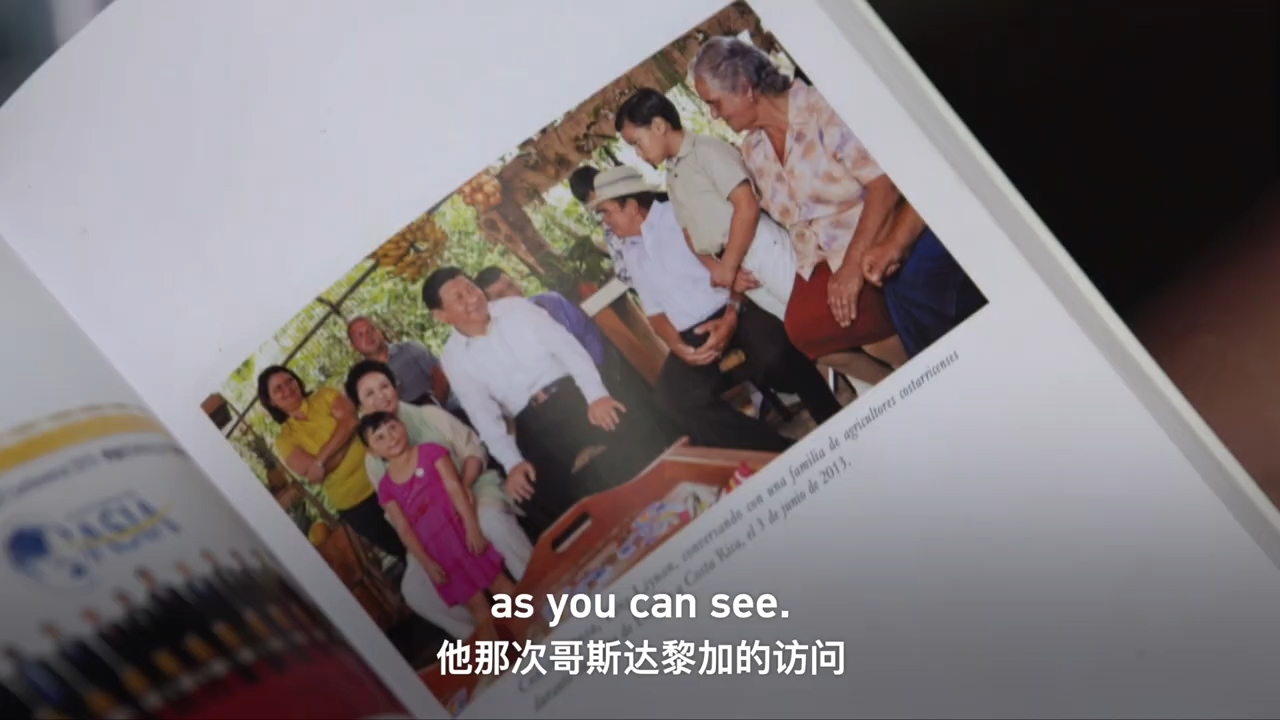 conversando con una familia de agricultores costarricenses
Costa Rica, el 3 de junio de 2013.
as you can see.
他那次哥斯达黎加的访问